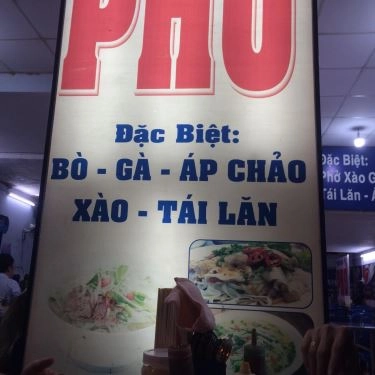 PHỞ
Đặc Biệt:
BÒ - GÀ - ÁP CHẢO
XÀO - TÁI LĂN
Đặc Biệt:
Phở Xào G
Tái Lăn -